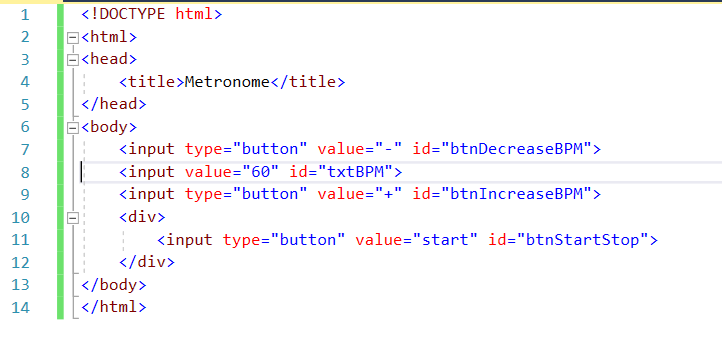 1 <!DOCTYPE html>
2 <html>
3 <head>
4 <title>Metronome</title>
5 </head>
6 <body>
7 <input type="button" value="-" id="btnDecreaseBPM">
8 <input value="60" id="txtBPM">
9 <input type="button" value="+" id="btnIncreaseBPM">
10 <div>
11 <input type="button" value="start" id="btnStartStop">
12 </div>
13 </body>
14 </html>